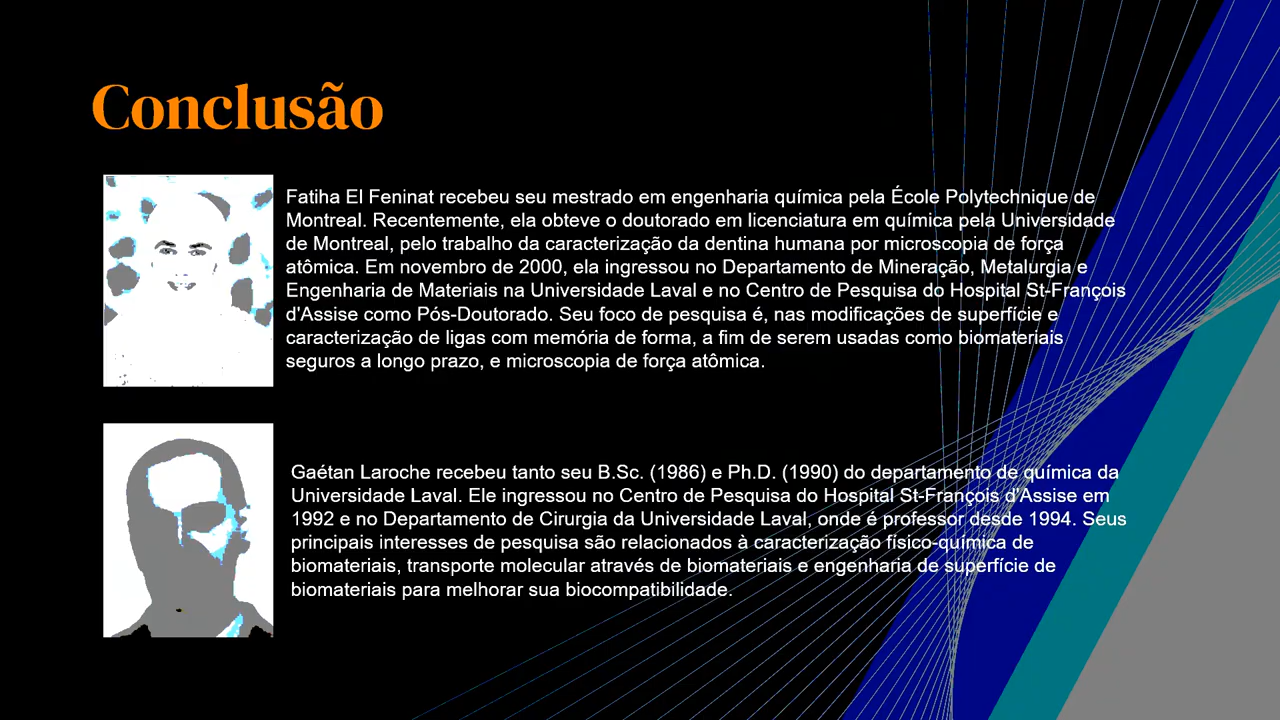 Conclusão
Fatiha El Feninat recebeu seu mestrado em engenharia química pela École Polytechnique de
Montreal. Recentemente, ela obteve o doutorado em licenciatura em química pela Universidade
de Montreal, pelo trabalho da caracterização da dentina humana por microscopia de força
atômica. Em novembro de 2000, ela ingressou no Departamento de Mineração, Metalurgia e
Engenharia de Materiais na Universidade Laval e no Centro de Pesquisa do Hospital St-François
d'Assise como Pós-Doutorado. Seu foco de pesquisa é, nas modificações de superfície e
caracterização de ligas com memória de forma, a fim de serem usadas como biomateriais
seguros a longo prazo, e microscopia de força atômica.
Gaétan Laroche recebeu tanto seu B.Sc. (1986) e Ph.D. (1990) do departamento de química da
Universidade Laval. Ele ingressou no Centro de Pesquisa do Hospital St-François d'Assise em
1992 e no Departamento de Cirurgia da Universidade Laval, onde é professor desde 1994. Seus
principais interesses de pesquisa são relacionados à caracterização físico-química de
biomateriais, transporte molecular através de biomateriais e engenharia de superfície de
biomateriais para melhorar sua biocompatibilidade.